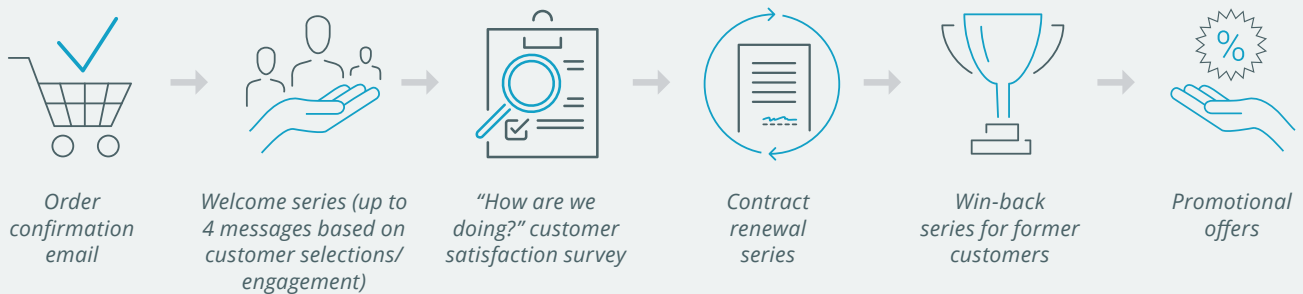 %
Order
confirmation
email
Welcome series (up to
4 messages based on
customer selections/
engagement)
“How are we
doing?” customer
satisfaction survey
Contract
renewal
series
Win-back
series for former
customers
Promotional
offers